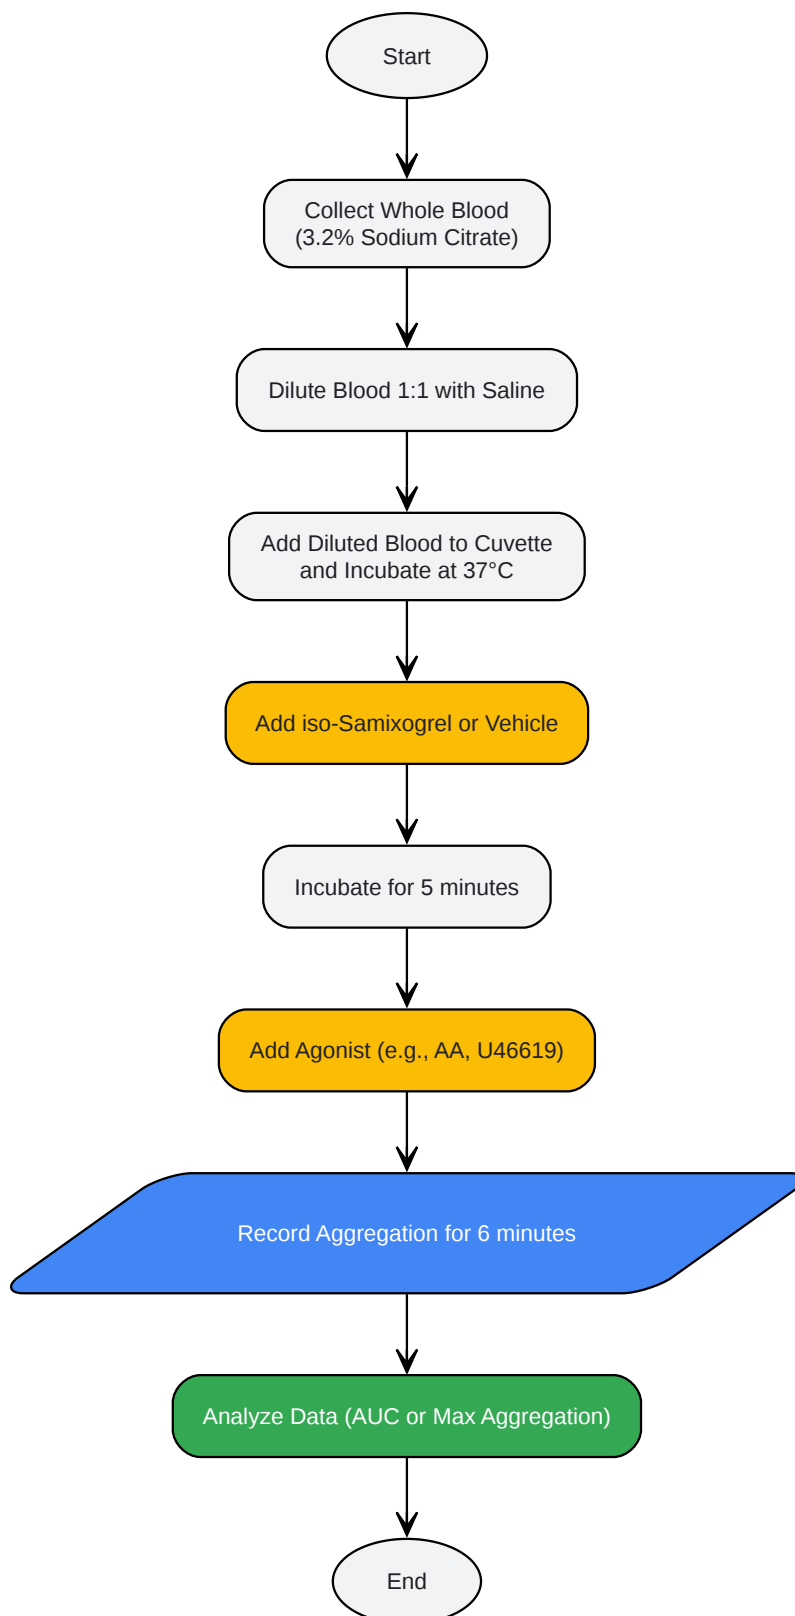 Start
Collect Whole Blood
(3.2% Sodium Citrate)
Dilute Blood 1:1 with Saline
Add Diluted Blood to Cuvette
and Incubate at 37°C
Add iso-Samixogrel or Vehicle
Incubate for 5 minutes
Add Agonist (e.g., AA, U46619)
Record Aggregation for 6 minutes
Analyze Data (AUC or Max Aggregation)
End